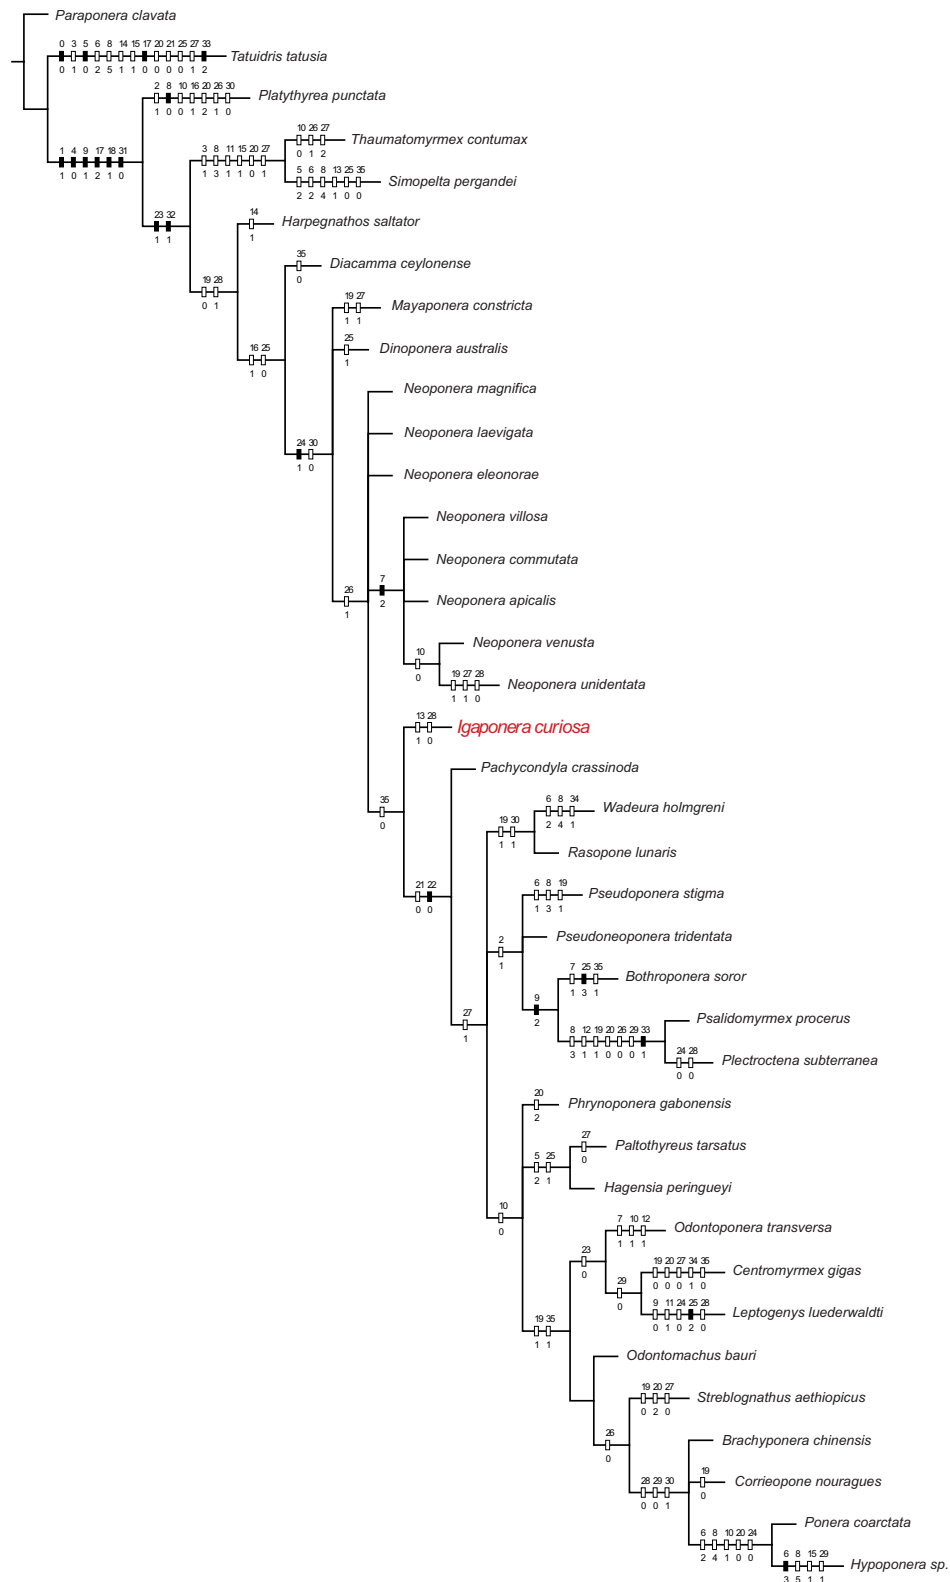 Paraponera clavata
0 3 5 6 8 14 15 17 20 21 25 27 33
Tatuidris tatusia
0 1 0 2 5 1 1 0 0 0 0 1 2
2 8 10 16 20 26 30
Platythyrea punctata
1 0 0 1 2 1 0
10 26 27
Thaumatomyrmex contumax
0 1 2
1 4 9 17 18 31
1 0 1 2 1 0
3 8 11 15 20 27
1 3 1 1 0 1
5 6 8 13 25 35
Simopelta pergandei
2 2 4 1 0 0
23 32
1 1
14
Harpegnathos saltator
1
35
Diacamma ceylonense
0
19 28
0 1
19 27
Mayaponera constricta
1 1
25
Dinoponera australis
1
16 25
1 0
Neoponera magnifica
Neoponera laevigata
24 30
1 0
Neoponera eleonorae
Neoponera villosa
Neoponera commutata
7
2
26
1
Neoponera apicalis
Neoponera venusta
10
0
19 27 28
Neoponera unidentata
1 1 0
13 28
Igaponera curiosa
1 0
Pachycondyla crassinoda
35
0
6 8 34
Wadeura holmgreni
2 4 1
19 30
1 1
Rasopone lunaris
21 22
0 0
6 8 19
Pseudoponera stigma
1 3 1
2
1
Pseudoneoponera tridentata
7 25 35
Bothroponera soror
1 3 1
9
2
27
1
8 12 19 20 26 29 33
3 1 1 0 0 0 1
Psalidomyrmex procerus
24 28
Plectroctena subterranea
0 0
20
Phrynoponera gabonensis
2
27
Paltothyreus tarsatus
0
5 25
2 1
Hagensia peringueyi
10
0
7 10 12
Odontoponera transversa
1 1 1
23
0
19 20 27 34 35
Centromyrmex gigas
0 0 0 1 0
29
0
9 11 24 25 28
Leptogenys luederwaldti
0 1 0 2 0
19 35
1 1
Odontomachus bauri
19 20 27
Streblognathus aethiopicus
0 2 0
26
0
Brachyponera chinensis
19
Corrieopone nouragues
0
28 29 30
0 0 1
Ponera coarctata
6 8 10 20 24
2 4 1 0 0
6 8 15 29
Hypoponera sp.
3 5 1 1